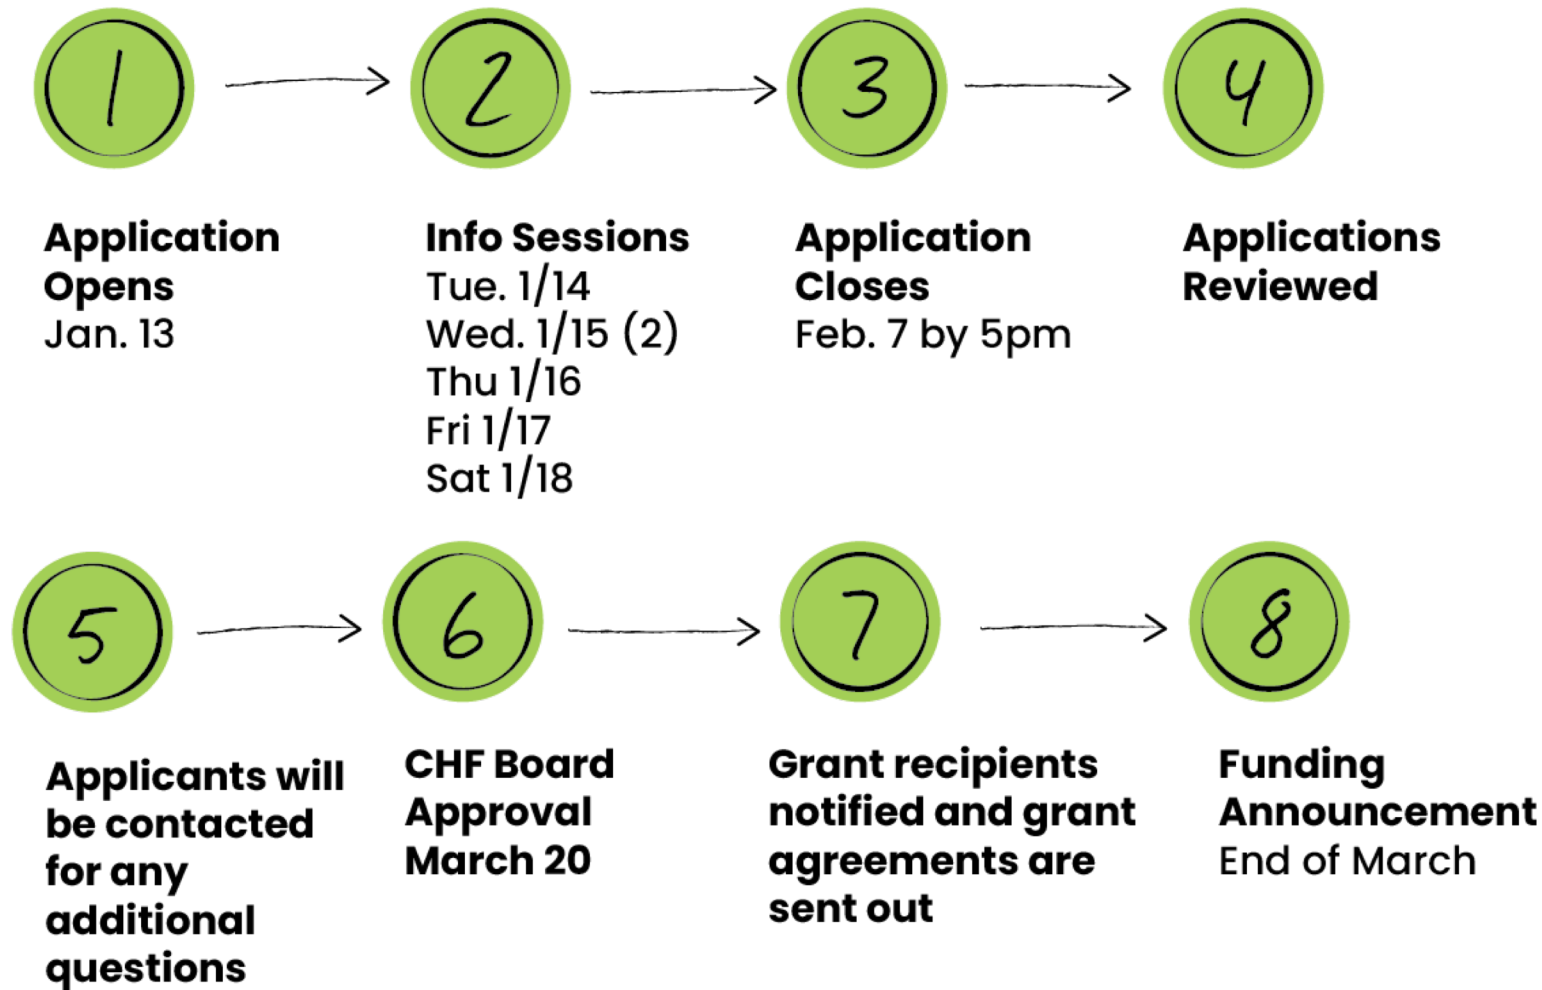 1
2
3
4
Application
Opens
Jan. 13
Info Sessions
Tue. 1/14
Wed. 1/15 (2)
Thu 1/16
Fri 1/17
Sat 1/18
Application
Closes
Feb. 7 by 5pm
Applications
Reviewed
5
6
7
8
Applicants will
be contacted
for any
additional
questions
CHF Board
Approval
March 20
Grant recipients
notified and grant
agreements are
sent out
Funding
Announcement
End of March